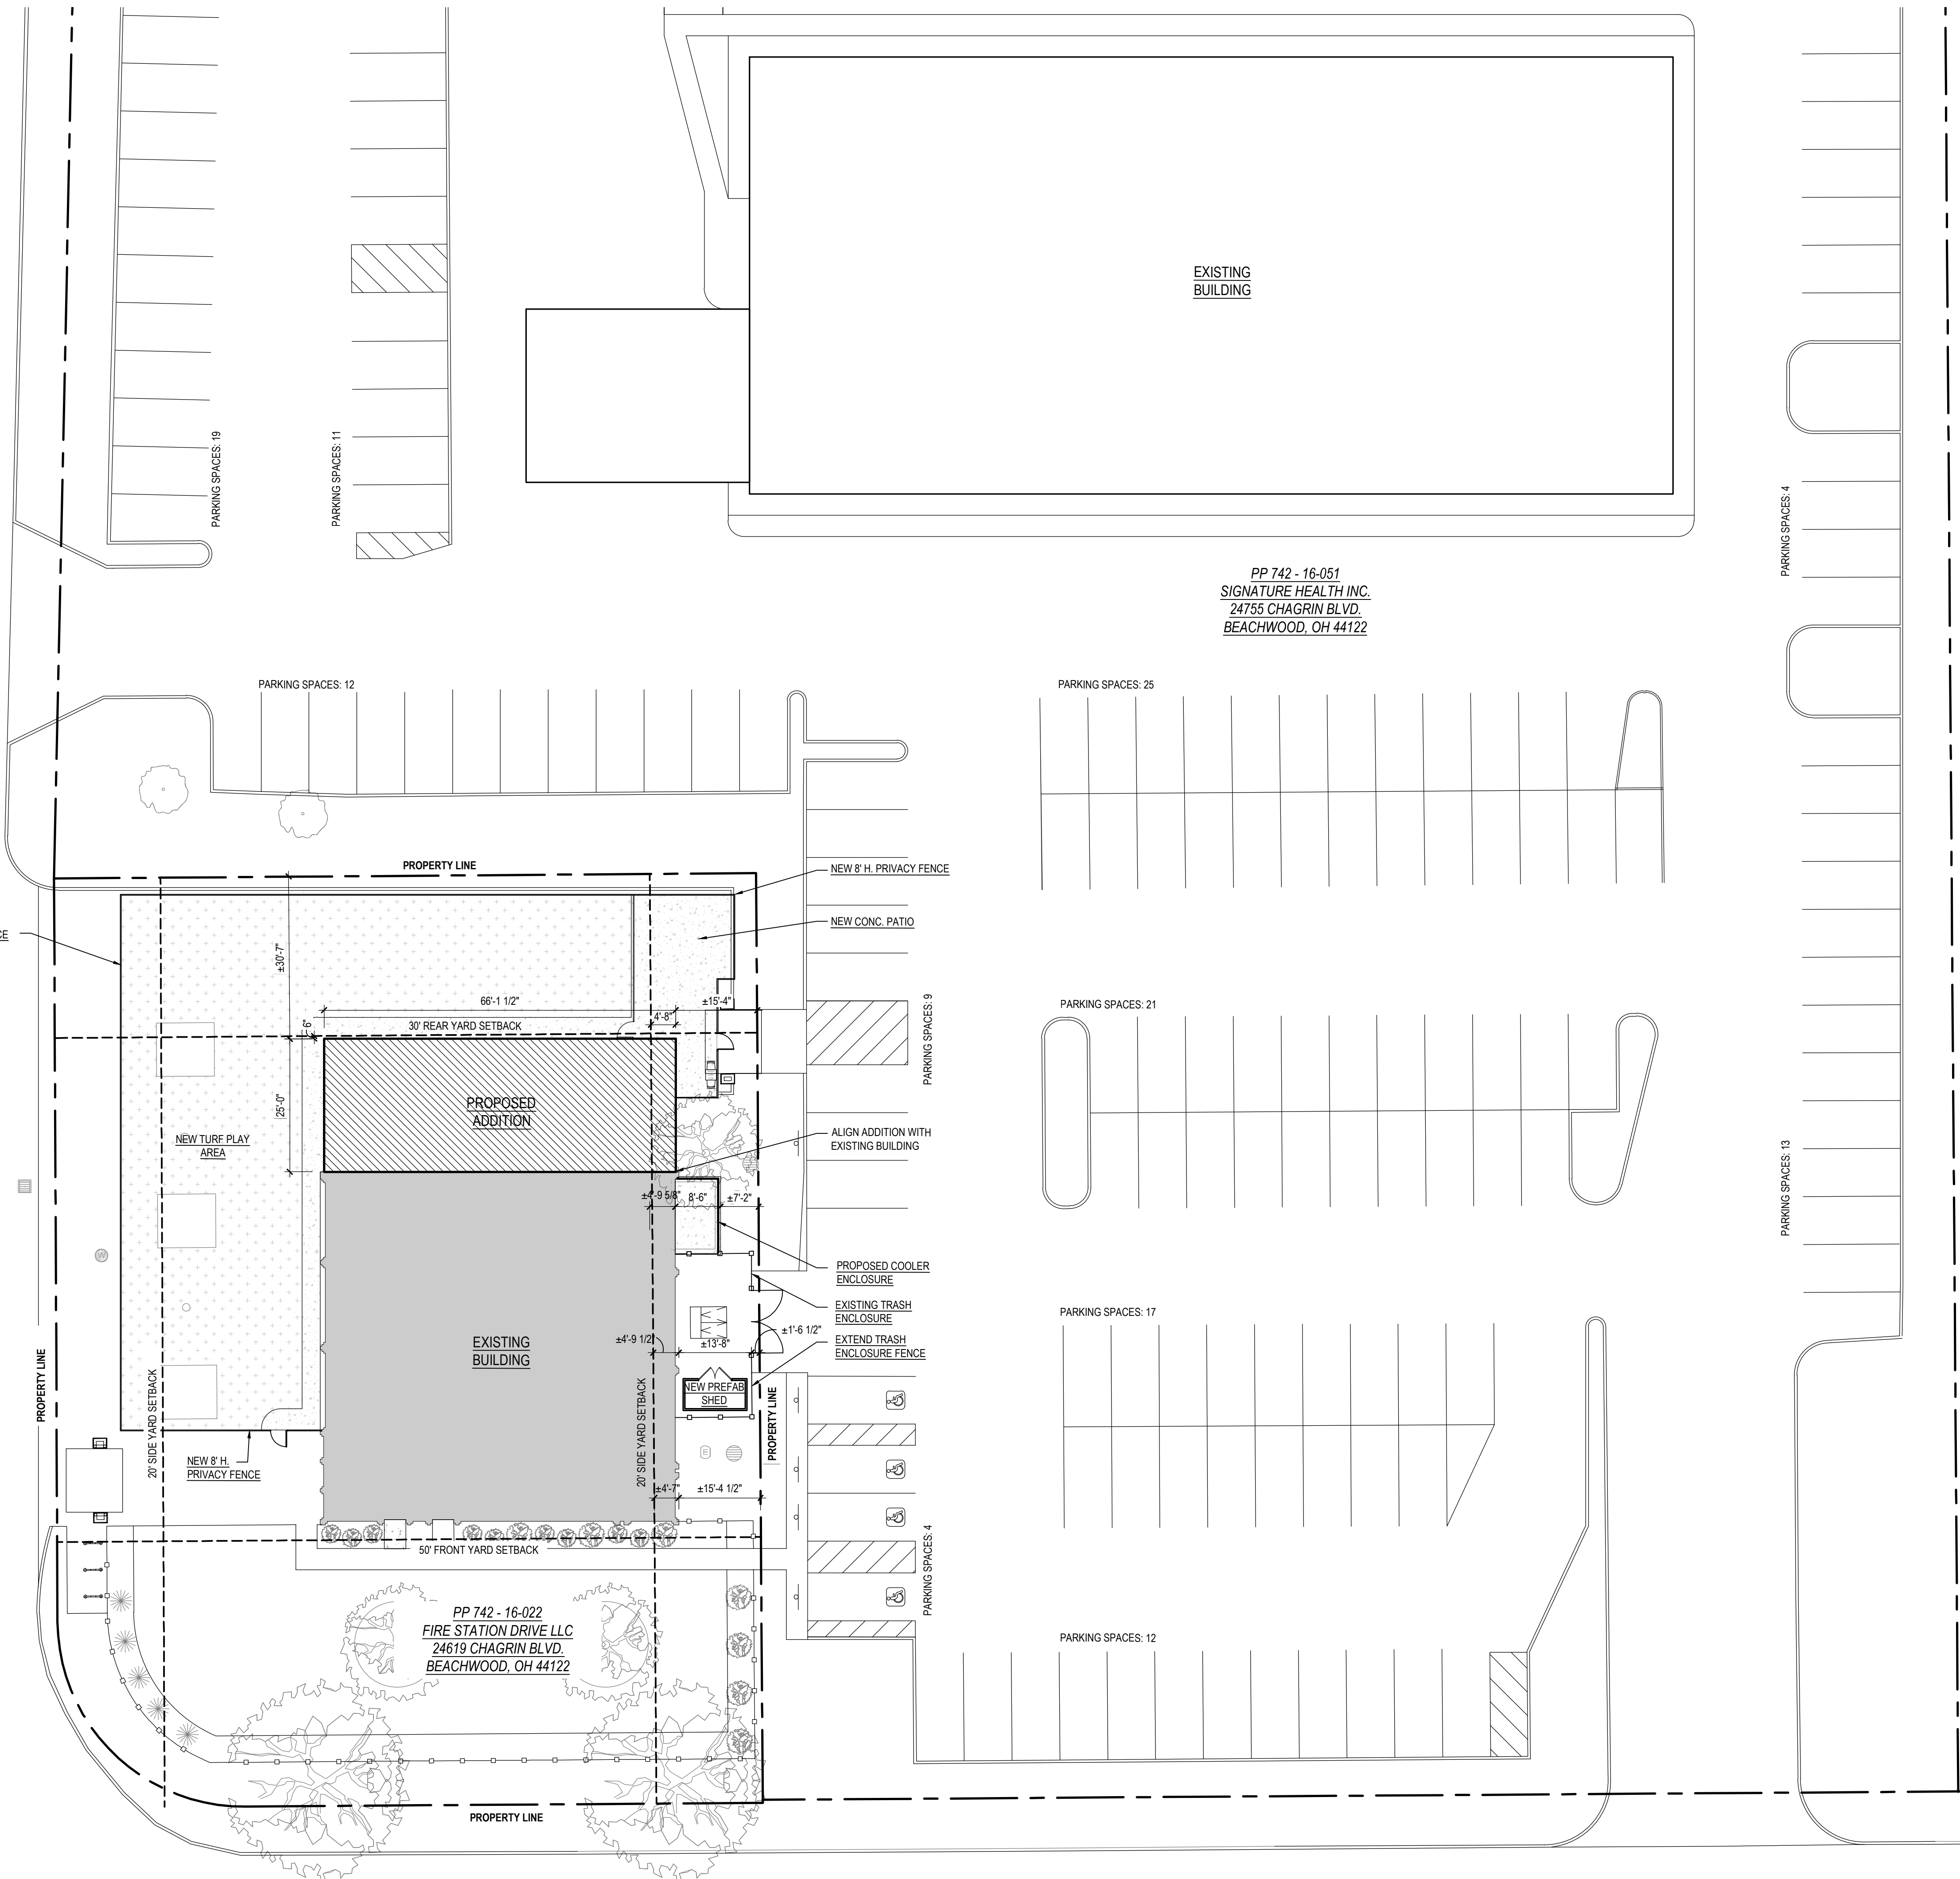 EXISTING
BUILDING
PARKING SPACES: 19
PARKING SPACES: 11
PARKING SPACES: 4
PP 742 - 16-051
SIGNATURE HEALTH INC.
24755 CHAGRIN BLVD.
BEACHWOOD, OH 44122
PARKING SPACES: 12
PARKING SPACES: 25
PROPERTY LINE
NEW 8' H. PRIVACY FENCE
NEW CONC. PATIO
±30'-7"
66'-1 1/2"
±15'-4"
4'-8"
30' REAR YARD SETBACK
PARKING SPACES: 9
PARKING SPACES: 21
25'-0"
PROPOSED
ADDITION
NEW TURF PLAY
AREA
ALIGN ADDITION WITH
EXISTING BUILDING
PARKING SPACES: 13
±4'-9 5/8"
8'-6"
±7'-2"
W
PROPOSED COOLER
ENCLOSURE
EXISTING TRASH
ENCLOSURE
PARKING SPACES: 17
EXISTING
BUILDING
±4'-9 1/2"
±13'-8"
±1'-6 1/2"
EXTEND TRASH
ENCLOSURE FENCE
NEW PREFAB
SHED
PROPERTY LINE
20' SIDE YARD SETBACK
20' SIDE YARD SETBACK
PROPERTY LINE
E
NEW 8' H.
PRIVACY FENCE
±4'-7"
±15'-4 1/2"
50' FRONT YARD SETBACK
PARKING SPACES: 4
PP 742 - 16-022
FIRE STATION DRIVE LLC
24619 CHAGRIN BLVD.
BEACHWOOD, OH 44122
PARKING SPACES: 12
PROPERTY LINE